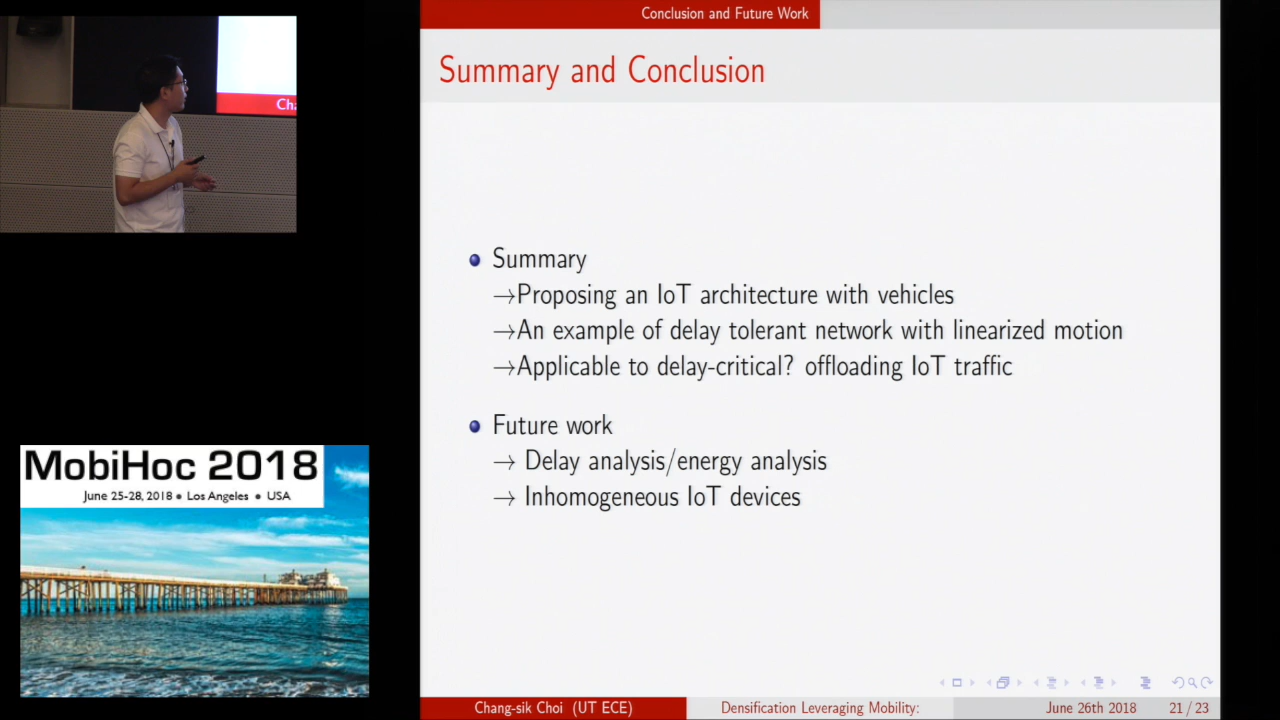 Conclusion and Future Work
Summary and Conclusion
Cha
Summary
→Proposing an IoT architecture with vehicles
→An example of delay tolerant network with linearized motion
→Applicable to delay-critical? offloading IoT traffic
Future work
→ Delay analysis/energy analysis
→ Inhomogeneous IoT devices
MobiHoc 2018
June 25-28, 2018 • Los Angeles • USA
Chang-sik Choi (UT ECE) Densification Leveraging Mobility: June 26th 2018 21 / 23